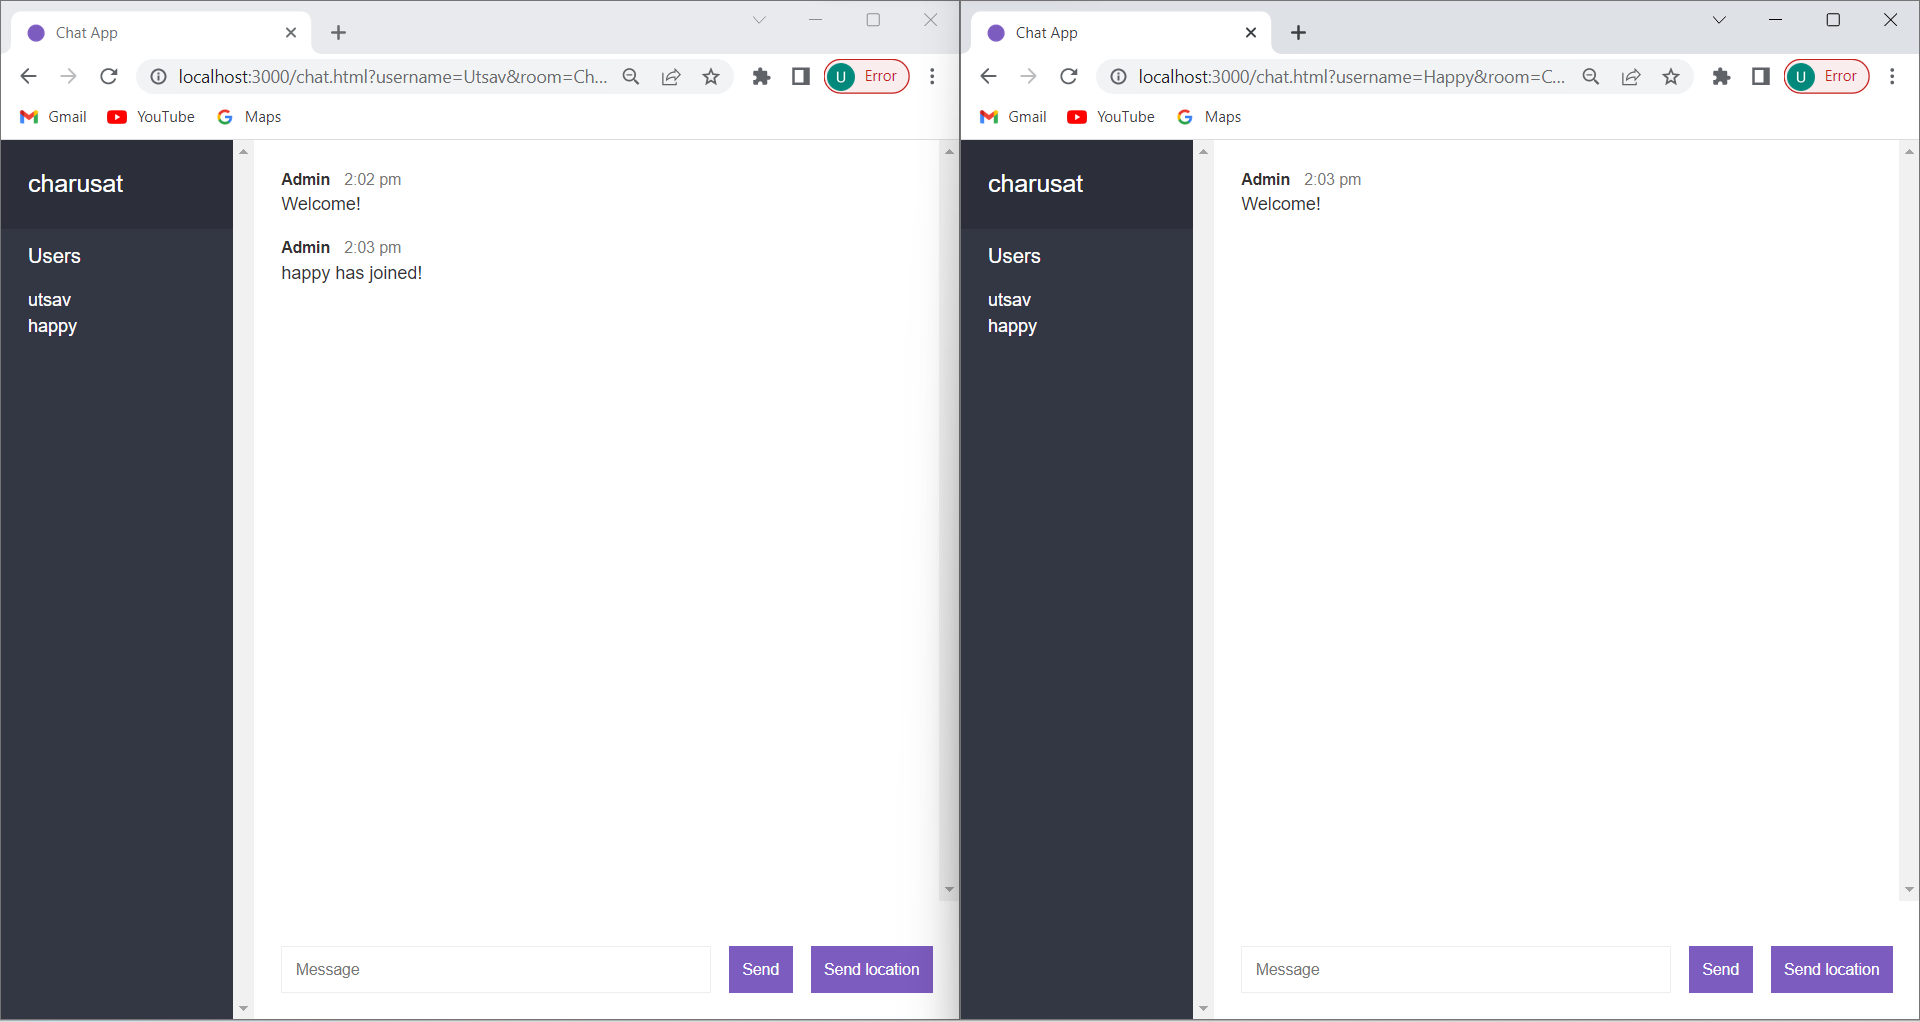 Chat App
localhost:3000/chat.html?username=Utsav&room=Ch...
U Error
Gmail YouTube Maps
charusat
Users
utsav
happy
Admin 2:02 pm
Welcome!
Admin 2:03 pm
happy has joined!
Message Send Send location
Chat App
localhost:3000/chat.html?username=Happy&room=C...
U Error
Gmail YouTube Maps
charusat
Users
utsav
happy
Admin 2:03 pm
Welcome!
Message Send Send location